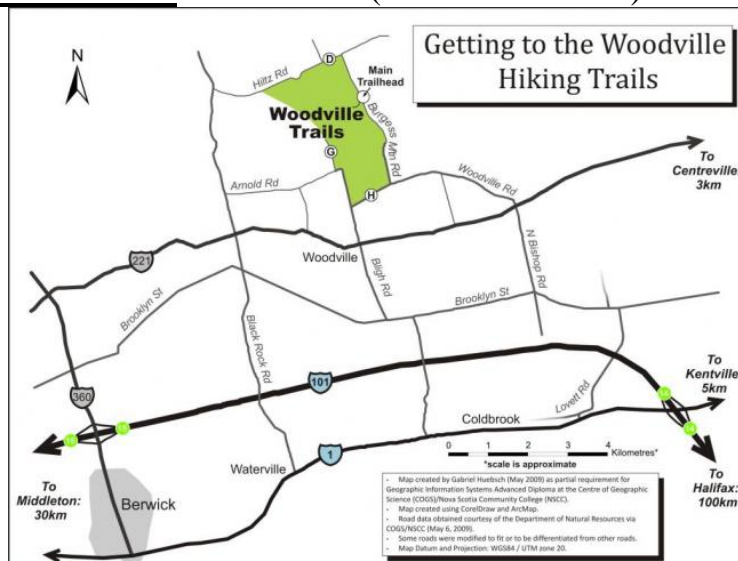 Getting to the Woodville
Hiking Trails
N
D
Main
Trailhead
Hiltz Rd
Woodville
Trails
Burgess Mtn Rd
G
H
Arnold Rd
Woodville Rd
To
Centreville:
3km
221
Woodville
Bligh Rd
N Bishop Rd
Brooklyn St
Brooklyn St
Black Rock Rd
101
360
To
Kentville:
5km
Lovett Rd
Coldbrook
1
Waterville
0 1 2 3 4
Kilometres*
*scale is approximate
To
Middleton:
30km
Berwick
To
Halifax:
100km
- Map created by Gabriel Huebsch (May 2009) as partial requirement for
Geographic Information Systems Advanced Diploma at the Centre of Geographic
Science (COGS)/Nova Scotia Community College (NSCC).
- Map created using CorelDraw and ArcMap.
- Road data obtained courtesy of the Department of Natural Resources via
COGS/NSCC (May 6, 2009).
- Some roads were modified to fit or to be differentiated from other roads.
- Map Datum and Projection: WGS84 / UTM zone 20.